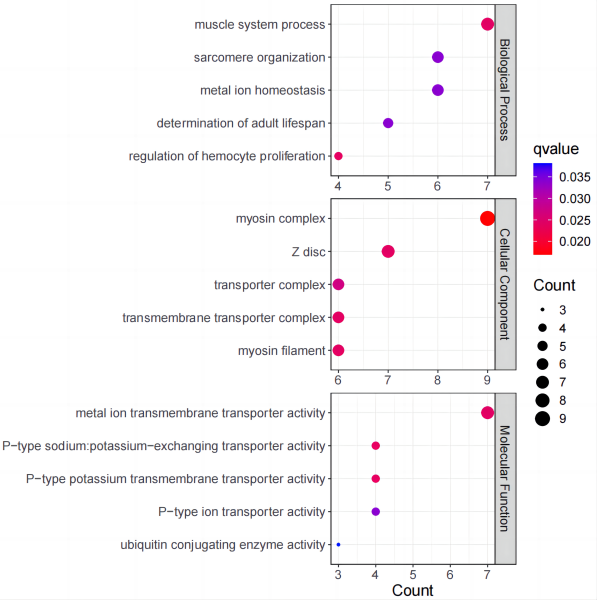 muscle system process
sarcomere organization
metal ion homeostasis
determination of adult lifespan
regulation of hemocyte proliferation
4 5 6 7
Biological Process
myosin complex
Z disc
transporter complex
transmembrane transporter complex
myosin filament
6 7 8 9
Cellular Component
metal ion transmembrane transporter activity
P−type sodium:potassium−exchanging transporter activity
P−type potassium transmembrane transporter activity
P−type ion transporter activity
ubiquitin conjugating enzyme activity
3 4 5 6 7
Molecular Function
Count
qvalue
0.035
0.030
0.025
0.020
Count
3
4
5
6
7
8
9